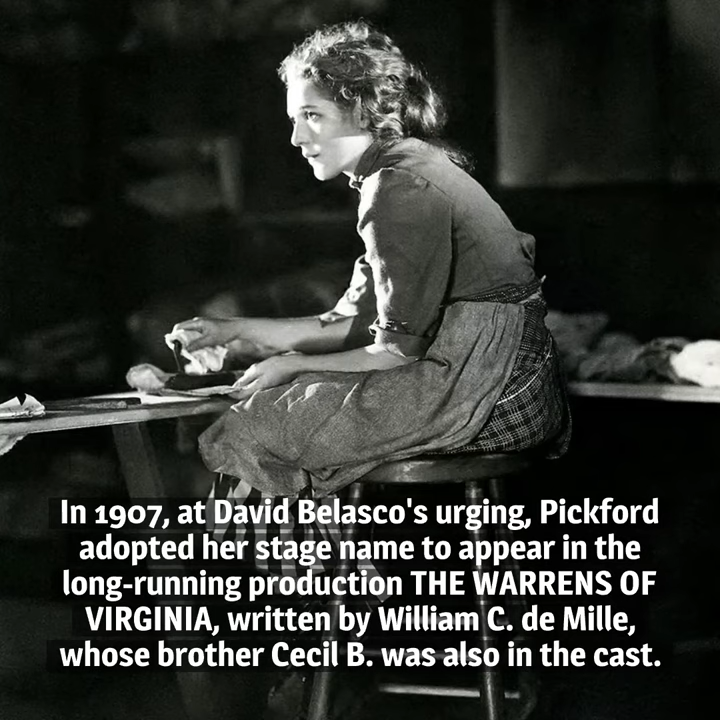 In 1907, at David Belasco's urging, Pickford
adopted her stage name to appear in the
long-running production THE WARRENS OF
VIRGINIA, written by William C. de Mille,
whose brother Cecil B. was also in the cast.